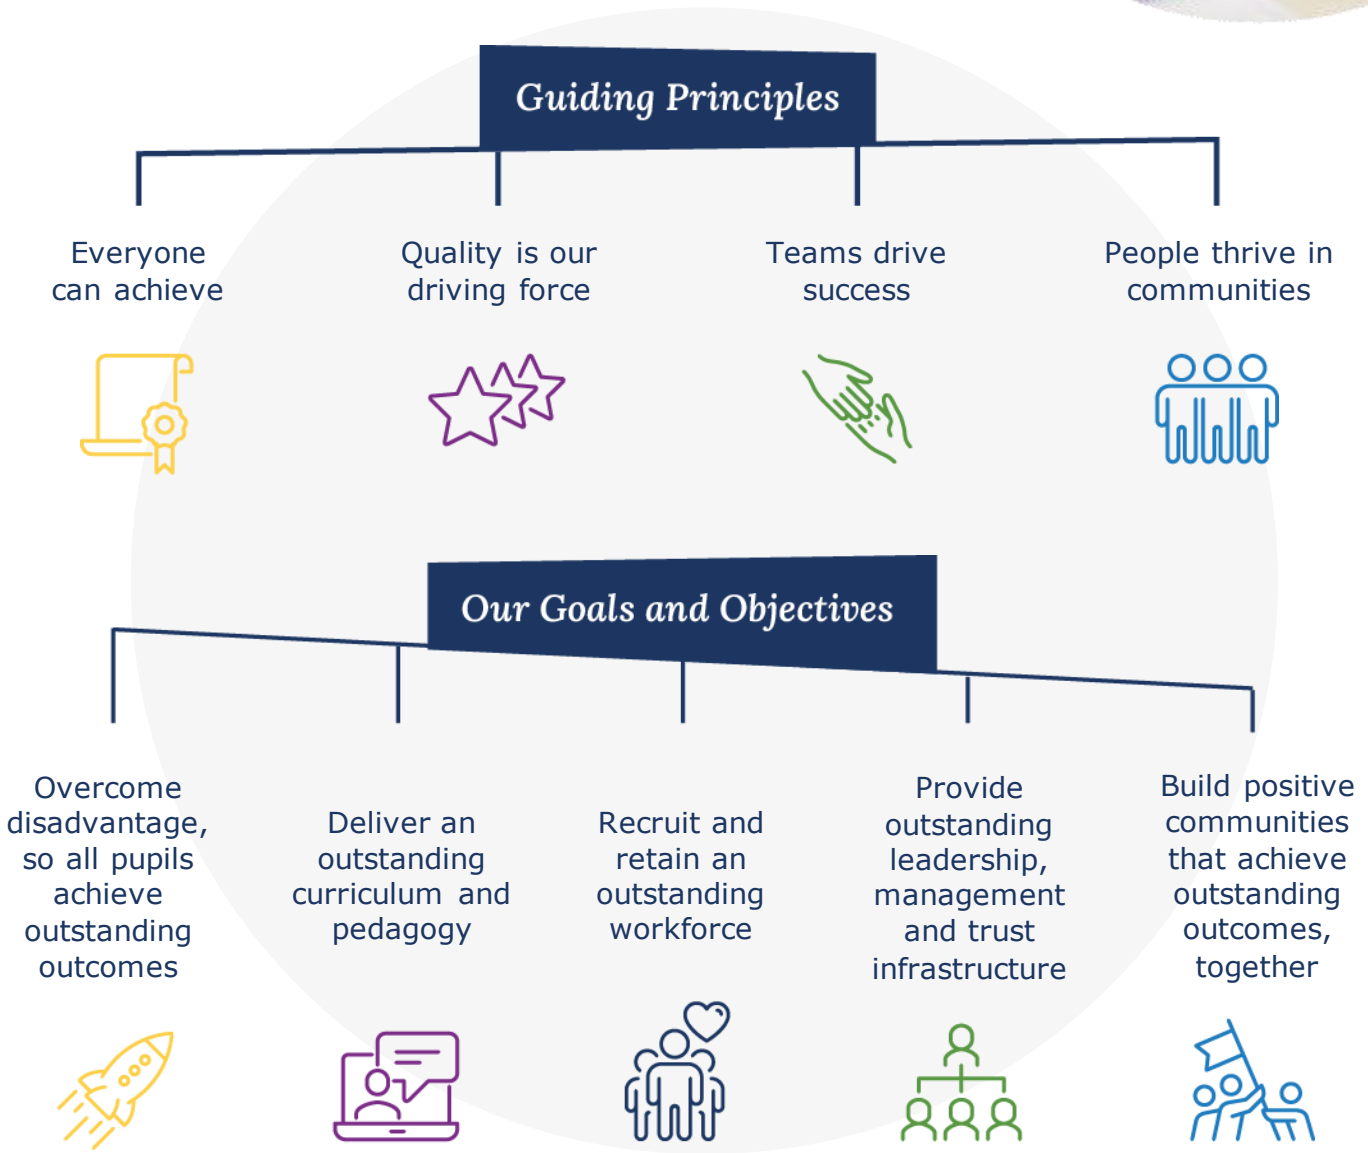 Guiding Principles
Everyone
can achieve
Quality is our
driving force
Teams drive
success
People thrive in
communities
Our Goals and Objectives
Overcome
disadvantage,
so all pupils
achieve
outstanding
outcomes
Deliver an
outstanding
curriculum and
pedagogy
Recruit and
retain an
outstanding
workforce
Provide
outstanding
leadership,
management
and trust
infrastructure
Build positive
communities
that achieve
outstanding
outcomes,
together